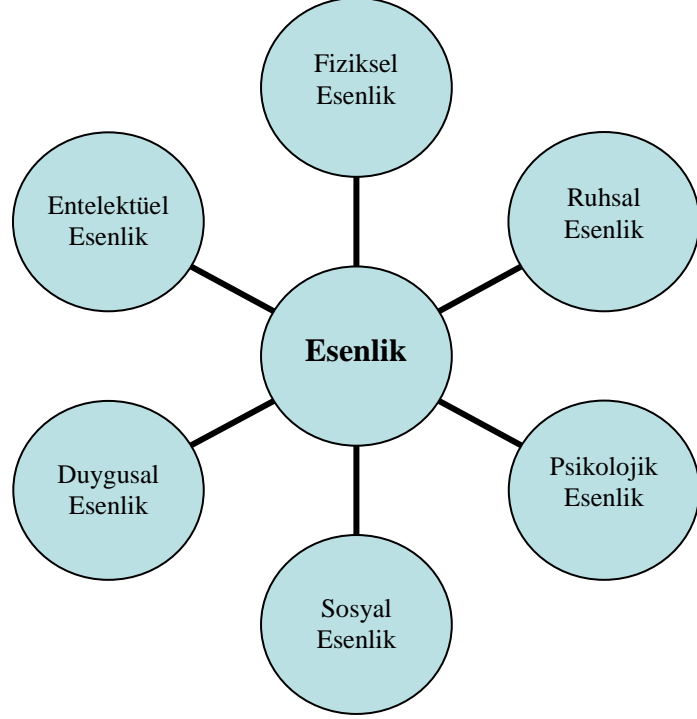 Fiziksel
Esenlik
Entelektüel
Esenlik
Ruhsal
Esenlik
Esenlik
Duygusal
Esenlik
Psikolojik
Esenlik
Sosyal
Esenlik